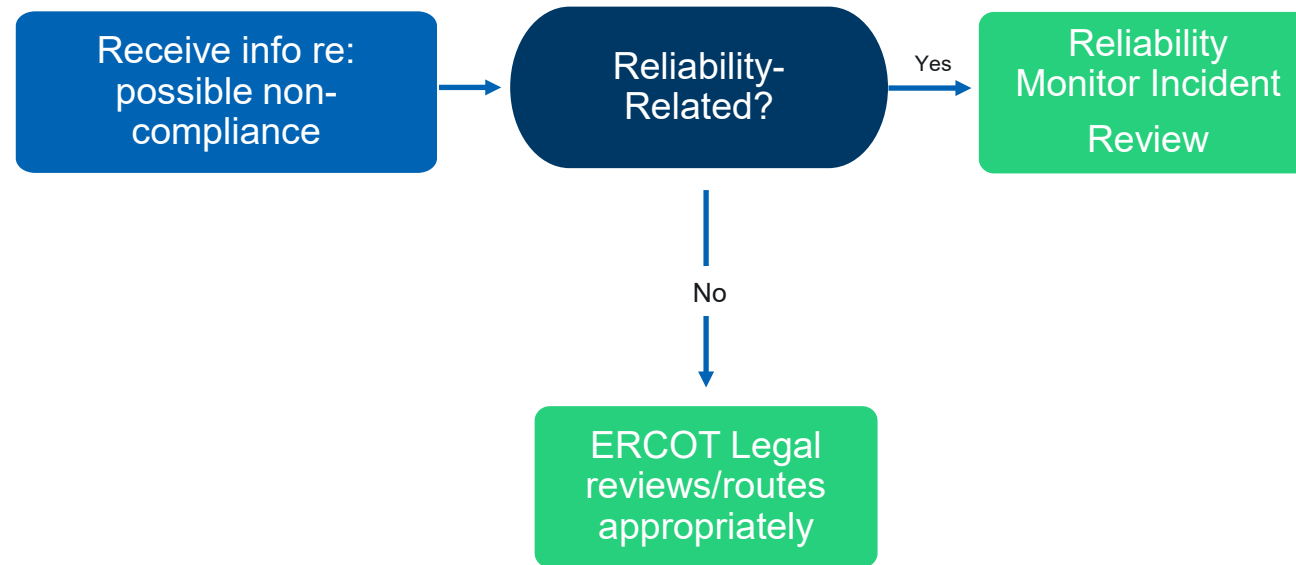 Receive info re:
possible non-
compliance
Reliability-
Related?
Yes
Reliability
Monitor Incident
Review
No
ERCOT Legal
reviews/routes
appropriately